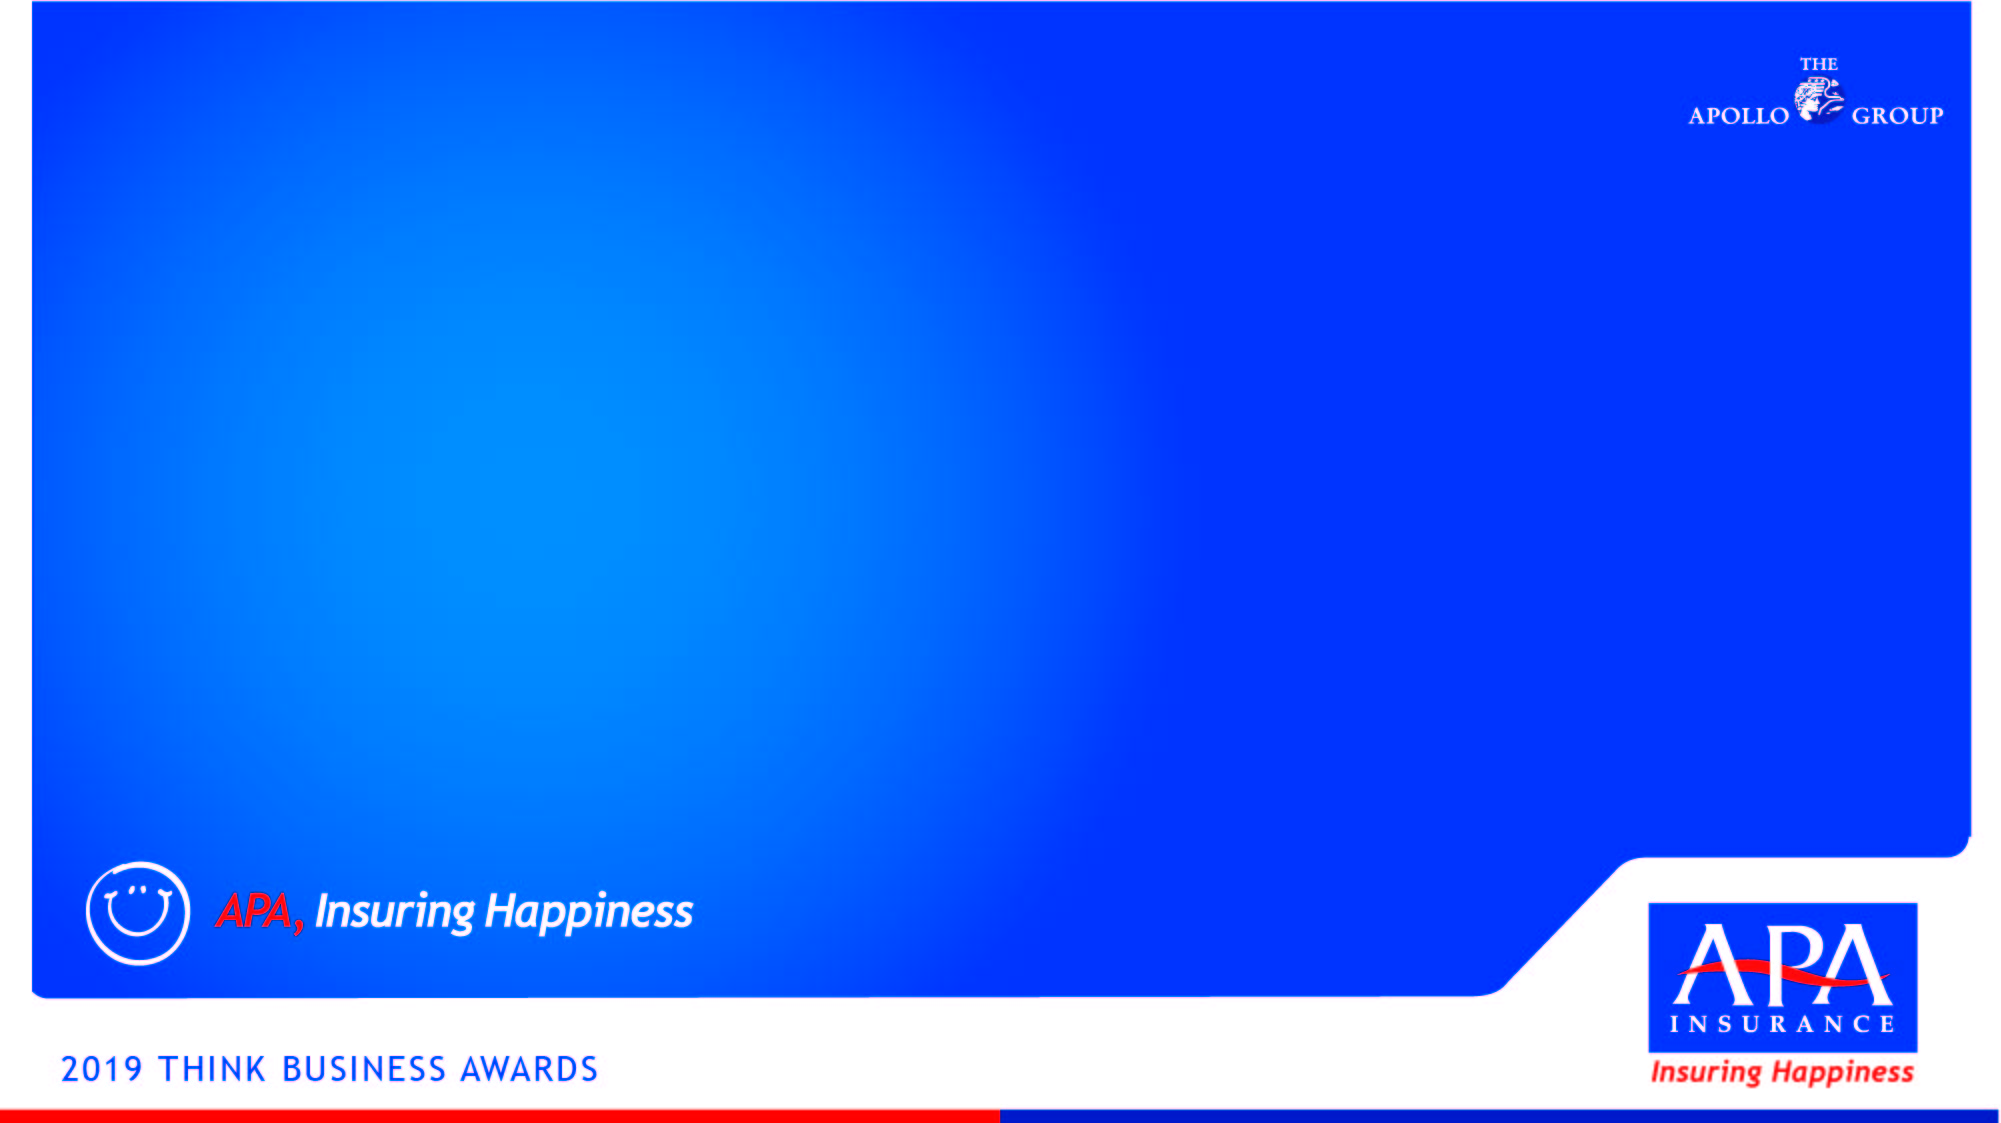 THE
APOLLO GROUP
APA, Insuring Happiness
APA
INSURANCE
Insuring Happiness
2019 THINK BUSINESS AWARDS